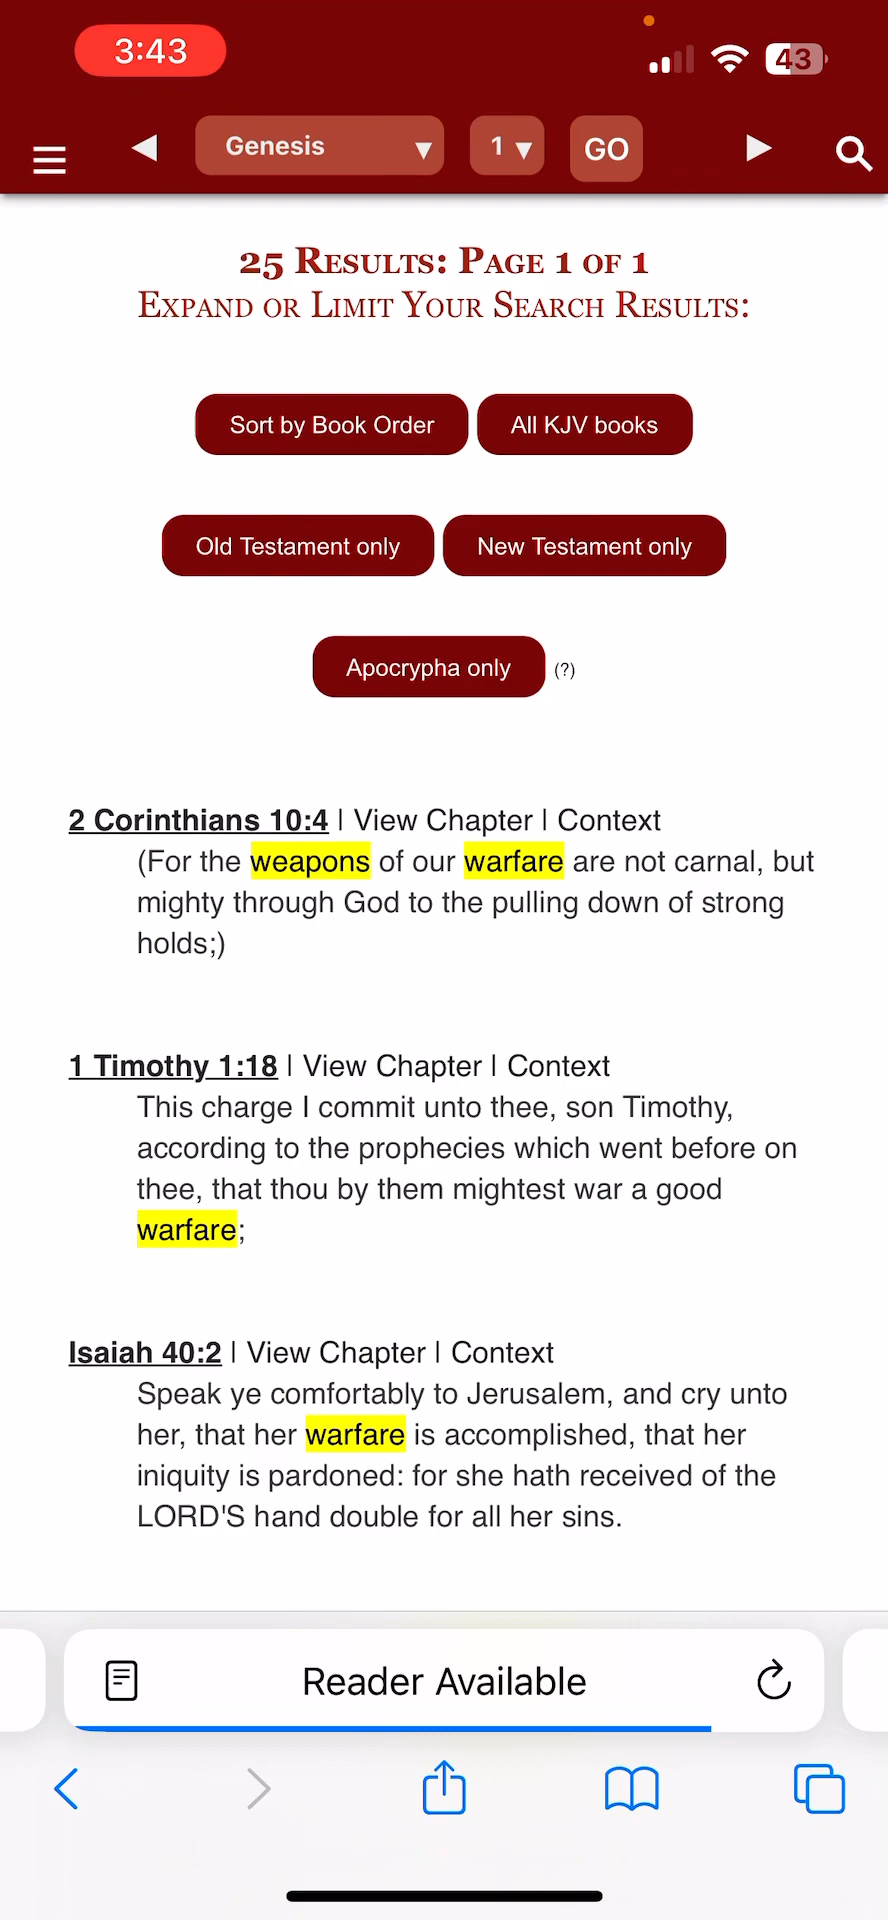 3:43
43
Genesis ▼ 1 ▼ GO
25 Results: Page 1 of 1
Expand or Limit Your Search Results:
Sort by Book Order All KJV books
Old Testament only New Testament only
Apocrypha only (?)
2 Corinthians 10:4 | View Chapter | Context
(For the weapons of our warfare are not carnal, but
mighty through God to the pulling down of strong
holds;)
1 Timothy 1:18 | View Chapter | Context
This charge I commit unto thee, son Timothy,
according to the prophecies which went before on
thee, that thou by them mightest war a good
warfare;
Isaiah 40:2 | View Chapter | Context
Speak ye comfortably to Jerusalem, and cry unto
her, that her warfare is accomplished, that her
iniquity is pardoned: for she hath received of the
LORD'S hand double for all her sins.
Reader Available